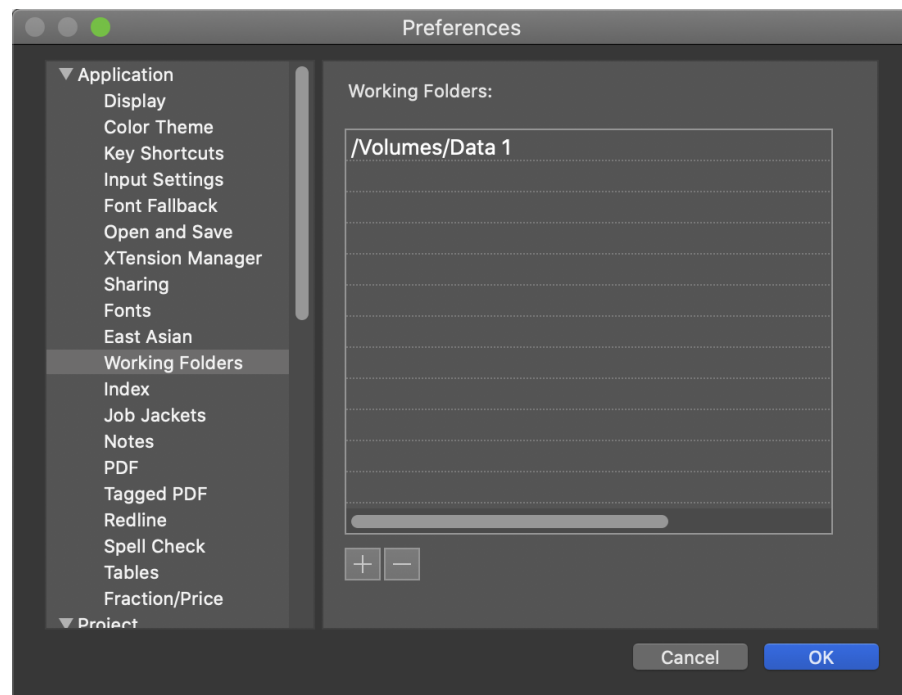 Preferences
Application
Display
Color Theme
Key Shortcuts
Input Settings
Font Fallback
Open and Save
XTension Manager
Sharing
Fonts
East Asian
Working Folders
Index
Job Jackets
Notes
PDF
Tagged PDF
Redline
Spell Check
Tables
Fraction/Price
Project
Working Folders:
/Volumes/Data 1
Cancel
OK